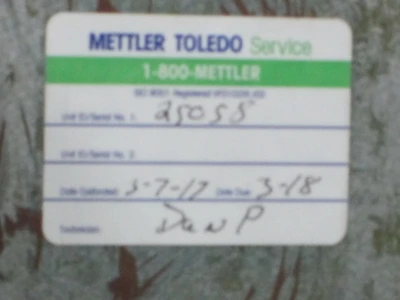 METTLER TOLEDO Service
1-800-METTLER
Unit ID/Serial No. 1: 25055
Unit ID/Serial No. 2:
Date Calibrated: 3-7-17 Date Due: 3-18
Technician: Dan P